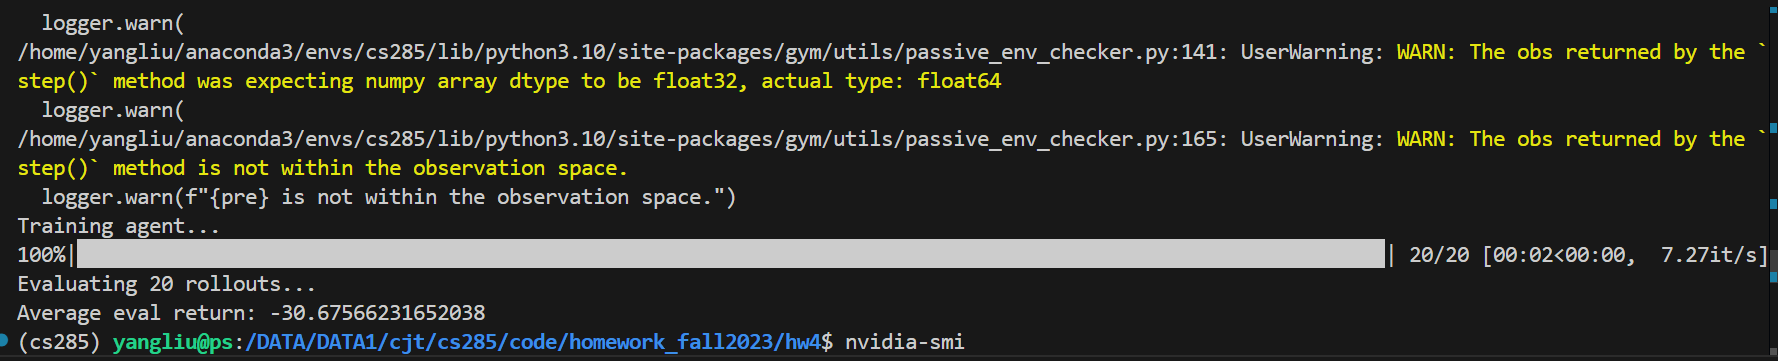 logger.warn(
/home/yangliu/anaconda3/envs/cs285/lib/python3.10/site-packages/gym/utils/passive_env_checker.py:141: UserWarning: WARN: The obs returned by the `
step()` method was expecting numpy array dtype to be float32, actual type: float64
  logger.warn(
/home/yangliu/anaconda3/envs/cs285/lib/python3.10/site-packages/gym/utils/passive_env_checker.py:165: UserWarning: WARN: The obs returned by the `
step()` method is not within the observation space.
  logger.warn(f"{pre} is not within the observation space.")
Training agent...
100%| | 20/20 [00:02<00:00,  7.27it/s]
Evaluating 20 rollouts...
Average eval return: -30.67566231652038
(cs285) yangliu@ps:/DATA/DATA1/cjt/cs285/code/homework_fall2023/hw4$ nvidia-smi